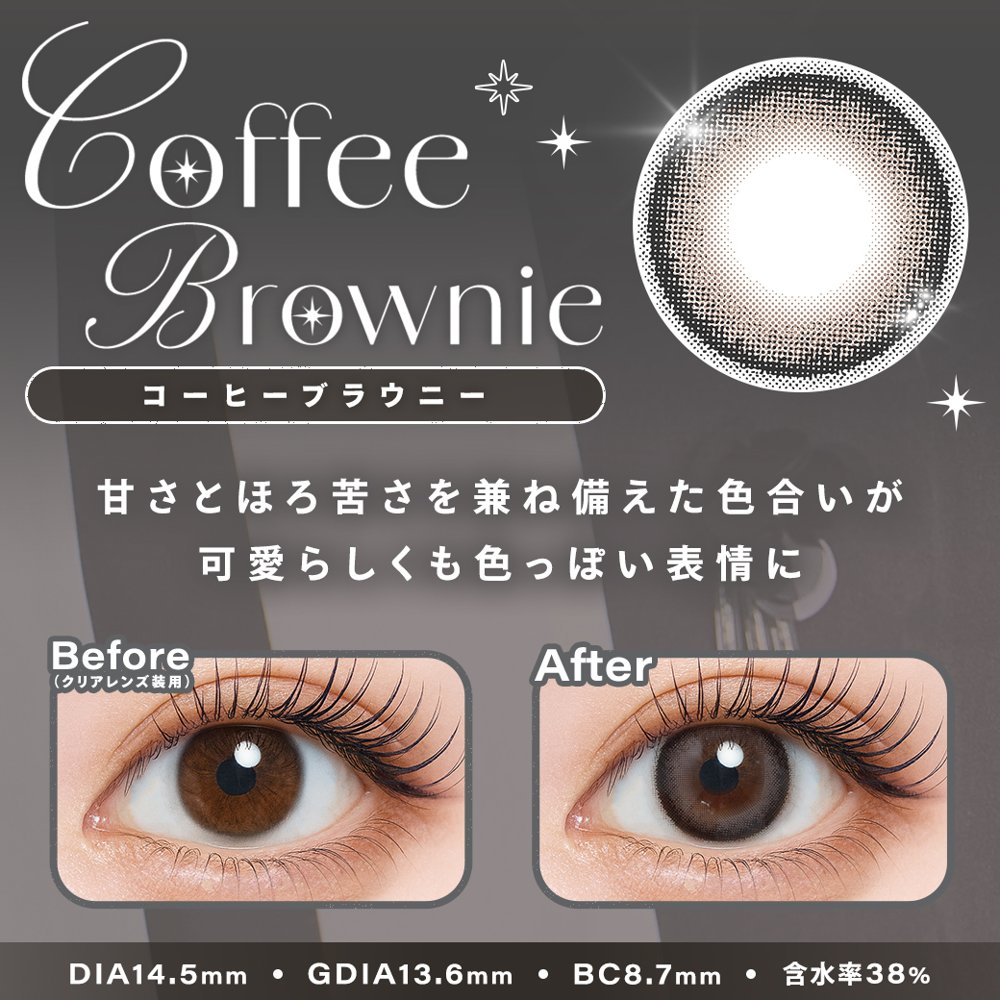 Coffee
Brownie
コーヒーブラウニー
甘さとほろ苦さを兼ね備えた色合いが
可愛らしくも色っぽい表情に
Before
(クリアレンズ装用)
After
DIA14.5mm • GDIA13.6mm • BC8.7mm • 含水率38%